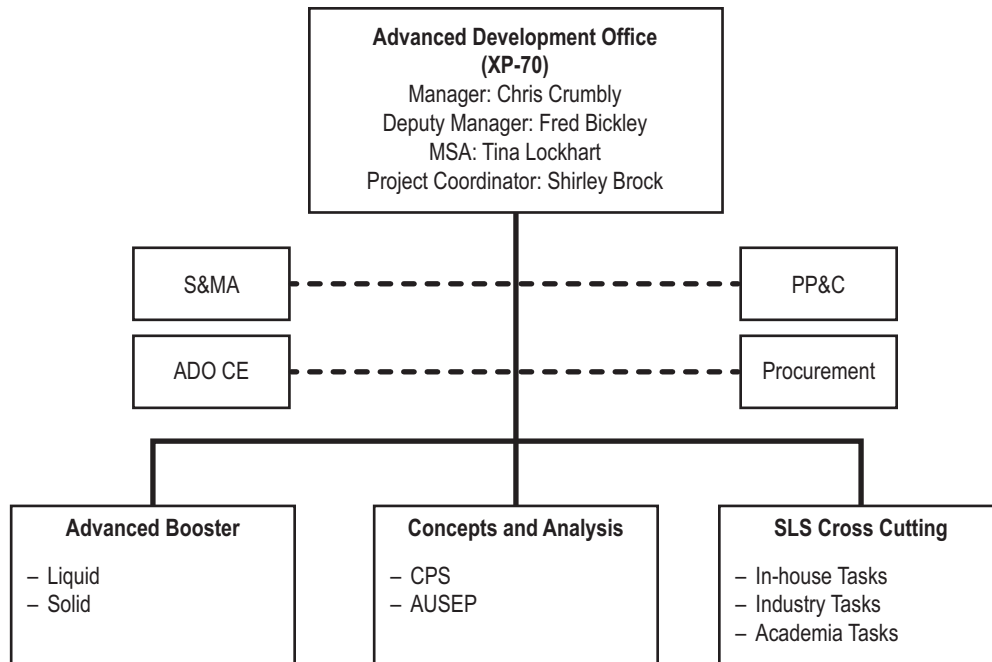 Advanced Development Office
(XP-70)
Manager: Chris Crumbly
Deputy Manager: Fred Bickley
MSA: Tina Lockhart
Project Coordinator: Shirley Brock
S&MA
PP&C
ADO CE
Procurement
Advanced Booster
– Liquid
– Solid
Concepts and Analysis
– CPS
– AUSEP
SLS Cross Cutting
– In-house Tasks
– Industry Tasks
– Academia Tasks